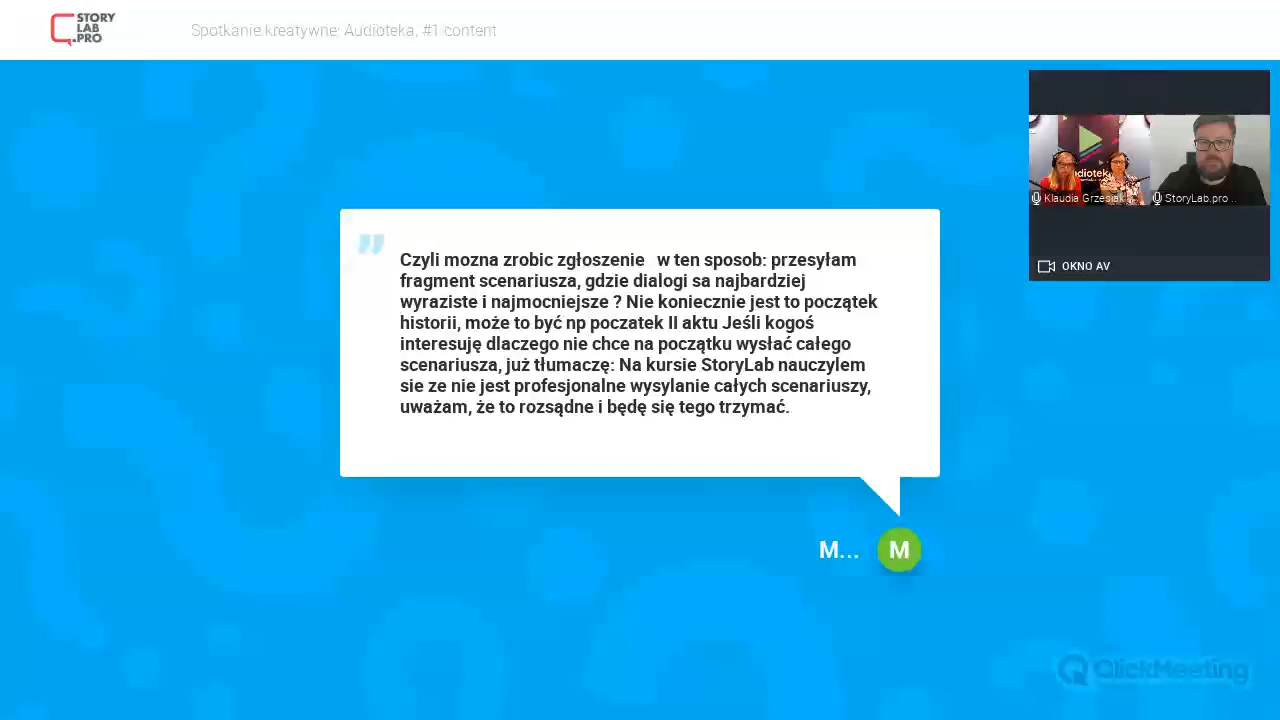 STORY
LAB
.PRO
Spotkanie kreatywne: Audioteka, #1 content
Klaudia Grzesiak
StoryLab.pro ..
OKNO AV
Czyli mozna zrobic zgłoszenie w ten sposob: przesyłam
fragment scenariusza, gdzie dialogi sa najbardziej
wyraziste i najmocniejsze ? Nie koniecznie jest to początek
historii, może to być np poczatek II aktu Jeśli kogoś
interesuję dlaczego nie chce na początku wysłać całego
scenariusza, już tłumaczę: Na kursie StoryLab nauczylem
sie ze nie jest profesjonalne wysylanie całych scenariuszy,
uważam, że to rozsądne i będę się tego trzymać.
M... M
ClickMeeting